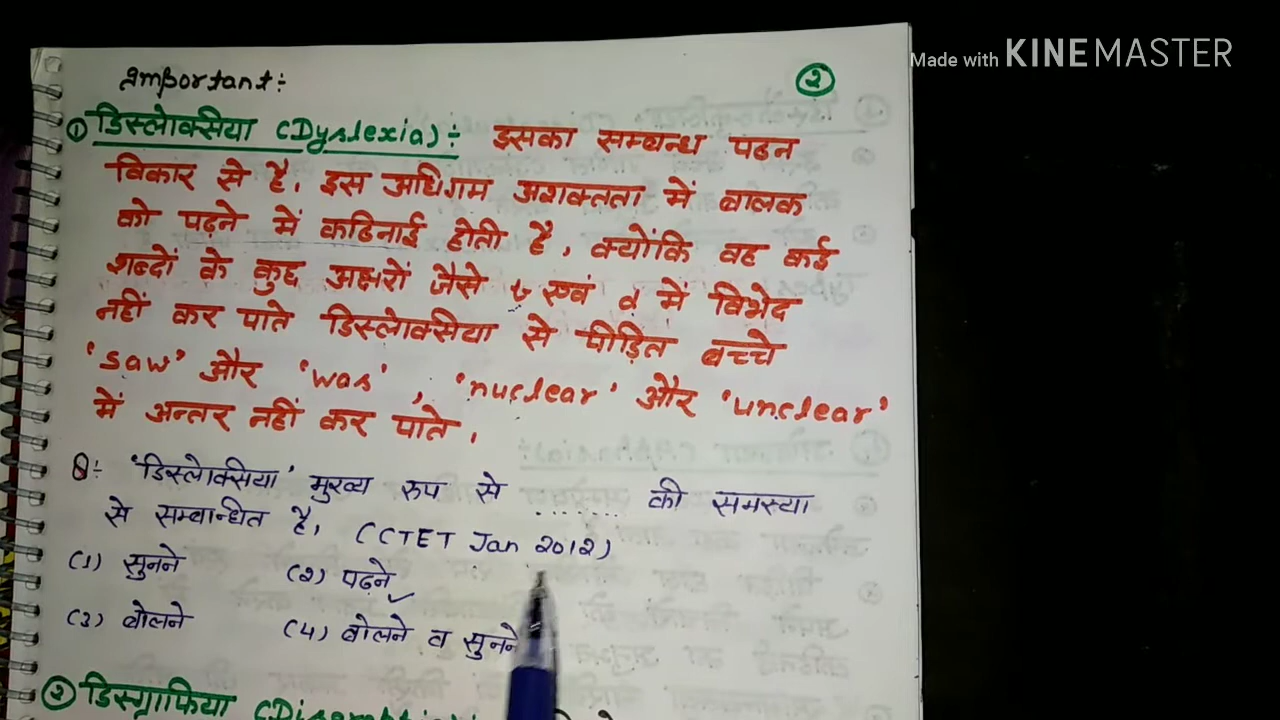 Made with KINEMASTER
Important:-
②
① डिस्लेक्सिया (Dyslexia):- इसका सम्बन्ध पठन
विकार से है, इस अधिगम अशक्तता में बालक
को पढ़ने में कठिनाई होती है, क्योंकि वह कई
शब्दों के कुछ अक्षरों जैसे b एवं d में विभेद
नहीं कर पाते डिस्लेक्सिया से पीड़ित बच्चे
'saw' और 'was', 'nuclear' और 'unclear'
में अन्तर नहीं कर पाते,
Q:- 'डिस्लेक्सिया' मुख्य रुप से ........ की समस्या
से सम्बान्धित है, (CTET Jan 2012)
(1) सुनने (2) पढ़ने ✓
(3) बोलने (4) बोलने व सुनने
② डिस्ग्राफिया